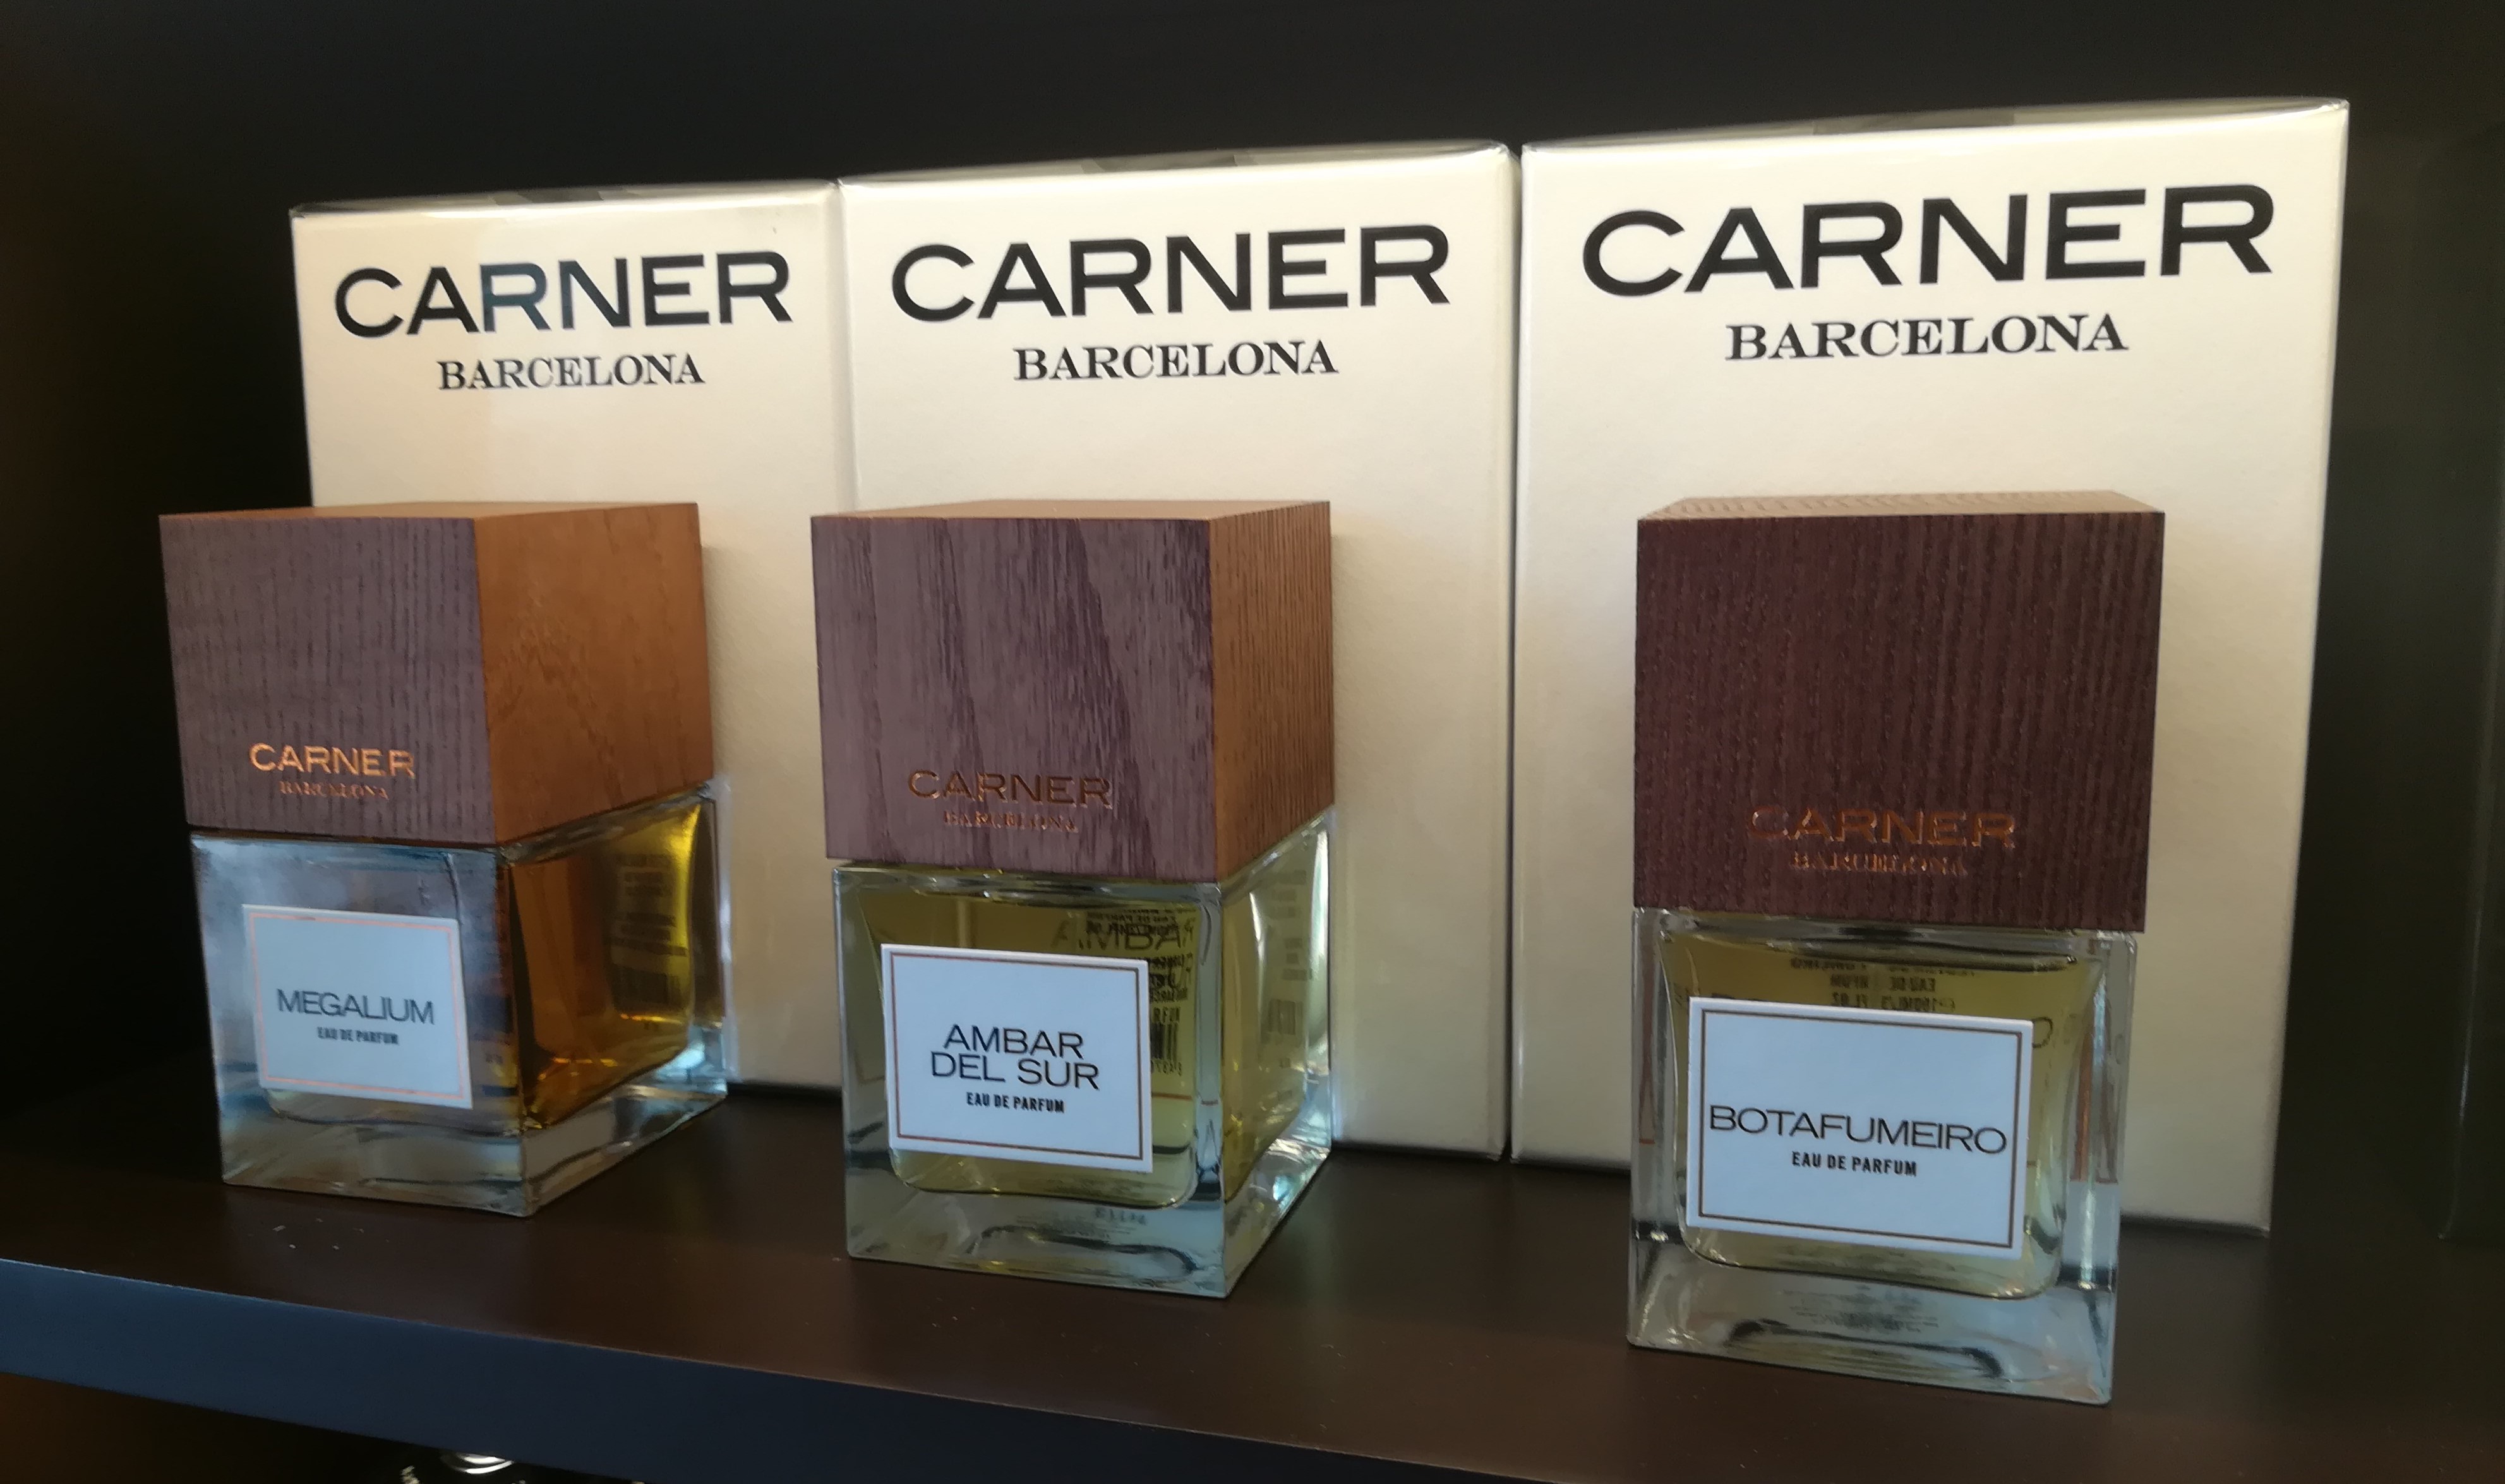 CARNER
BARCELONA
CARNER
BARCELONA
CARNER
BARCELONA
CARNER
BARCELONA
MEGALIUM
EAU DE PARFUM
CARNER
BARCELONA
AMBAR
DEL SUR
EAU DE PARFUM
CARNER
BARCELONA
BOTAFUMEIRO
EAU DE PARFUM